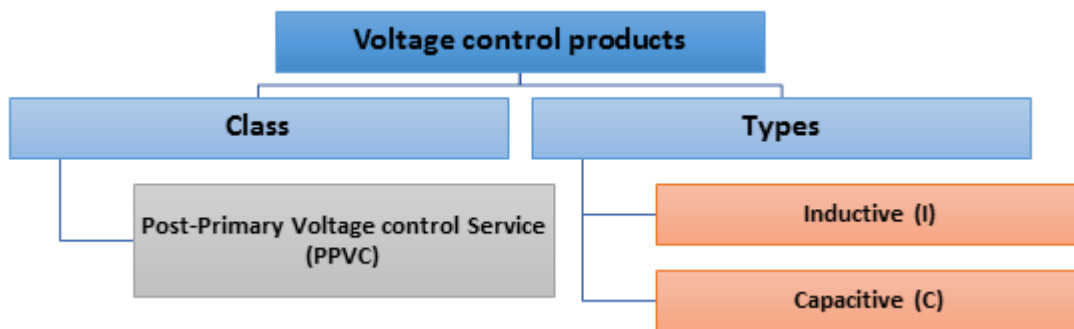 Voltage control products
Class
Types
Post-Primary Voltage control Service
(PPVC)
Inductive (I)
Capacitive (C)